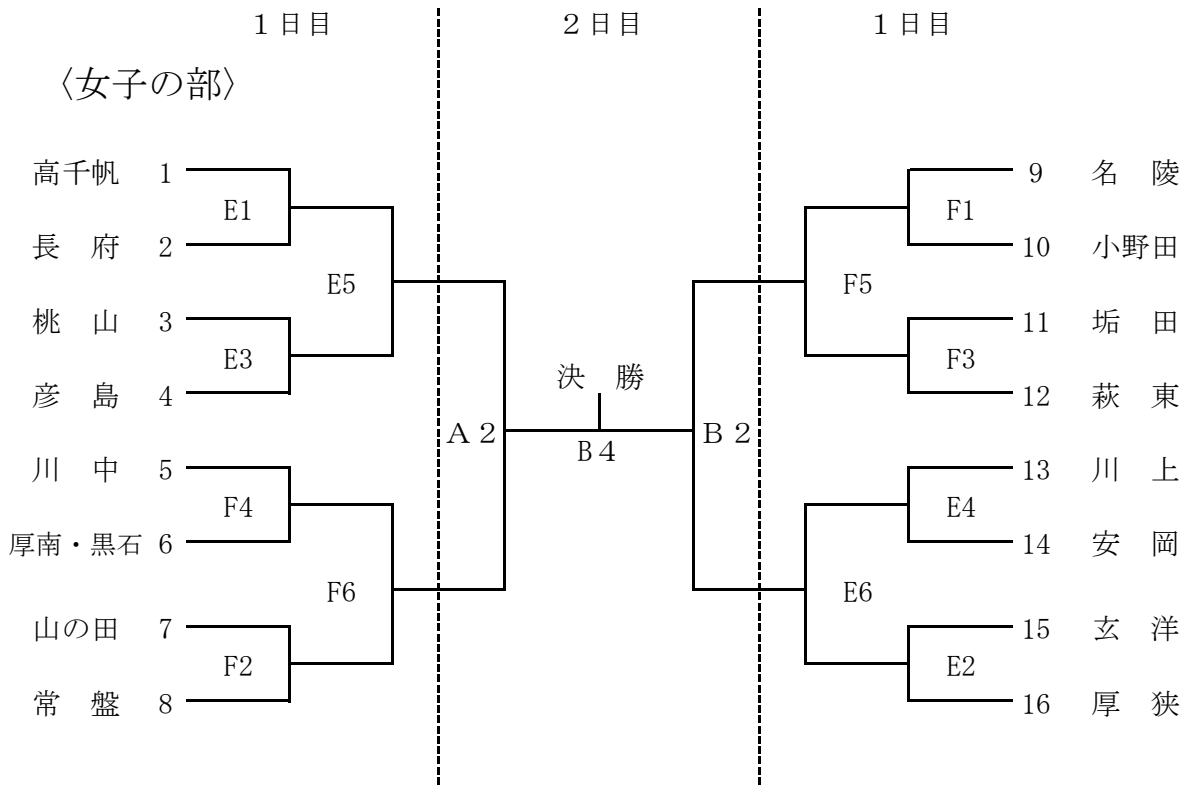 １日目　２日目　１日目
〈女子の部〉
高千帆 1　9 名　陵
E1　F1
長　府 2　10 小野田
E5　F5
桃　山 3　11 垢　田
E3　F3
彦　島 4　決　勝　12 萩　東
Ａ２　Ｂ２
B４
川　中 5　13 川　上
F4　E4
厚南・黒石 6　14 安　岡
F6　E6
山の田 7　15 玄　洋
F2　E2
常　盤 8　16 厚　狭